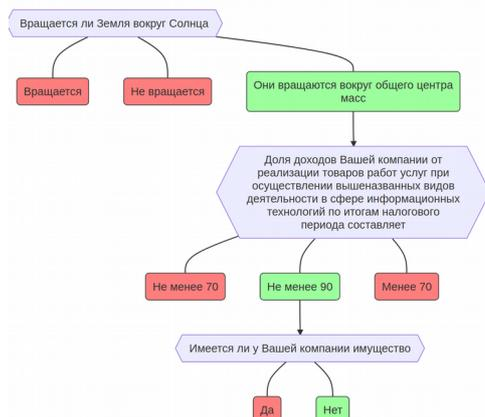 Вращается ли Земля вокруг Солнца
Вращается
Не вращается
Они вращаются вокруг общего центра
масс
Доля доходов Вашей компании от
реализации товаров работ услуг при
осуществлении вышеназванных видов
деятельности в сфере информационных
технологий по итогам налогового
периода составляет
Не менее 70
Не менее 90
Менее 70
Имеется ли у Вашей компании имущество
Да
Нет